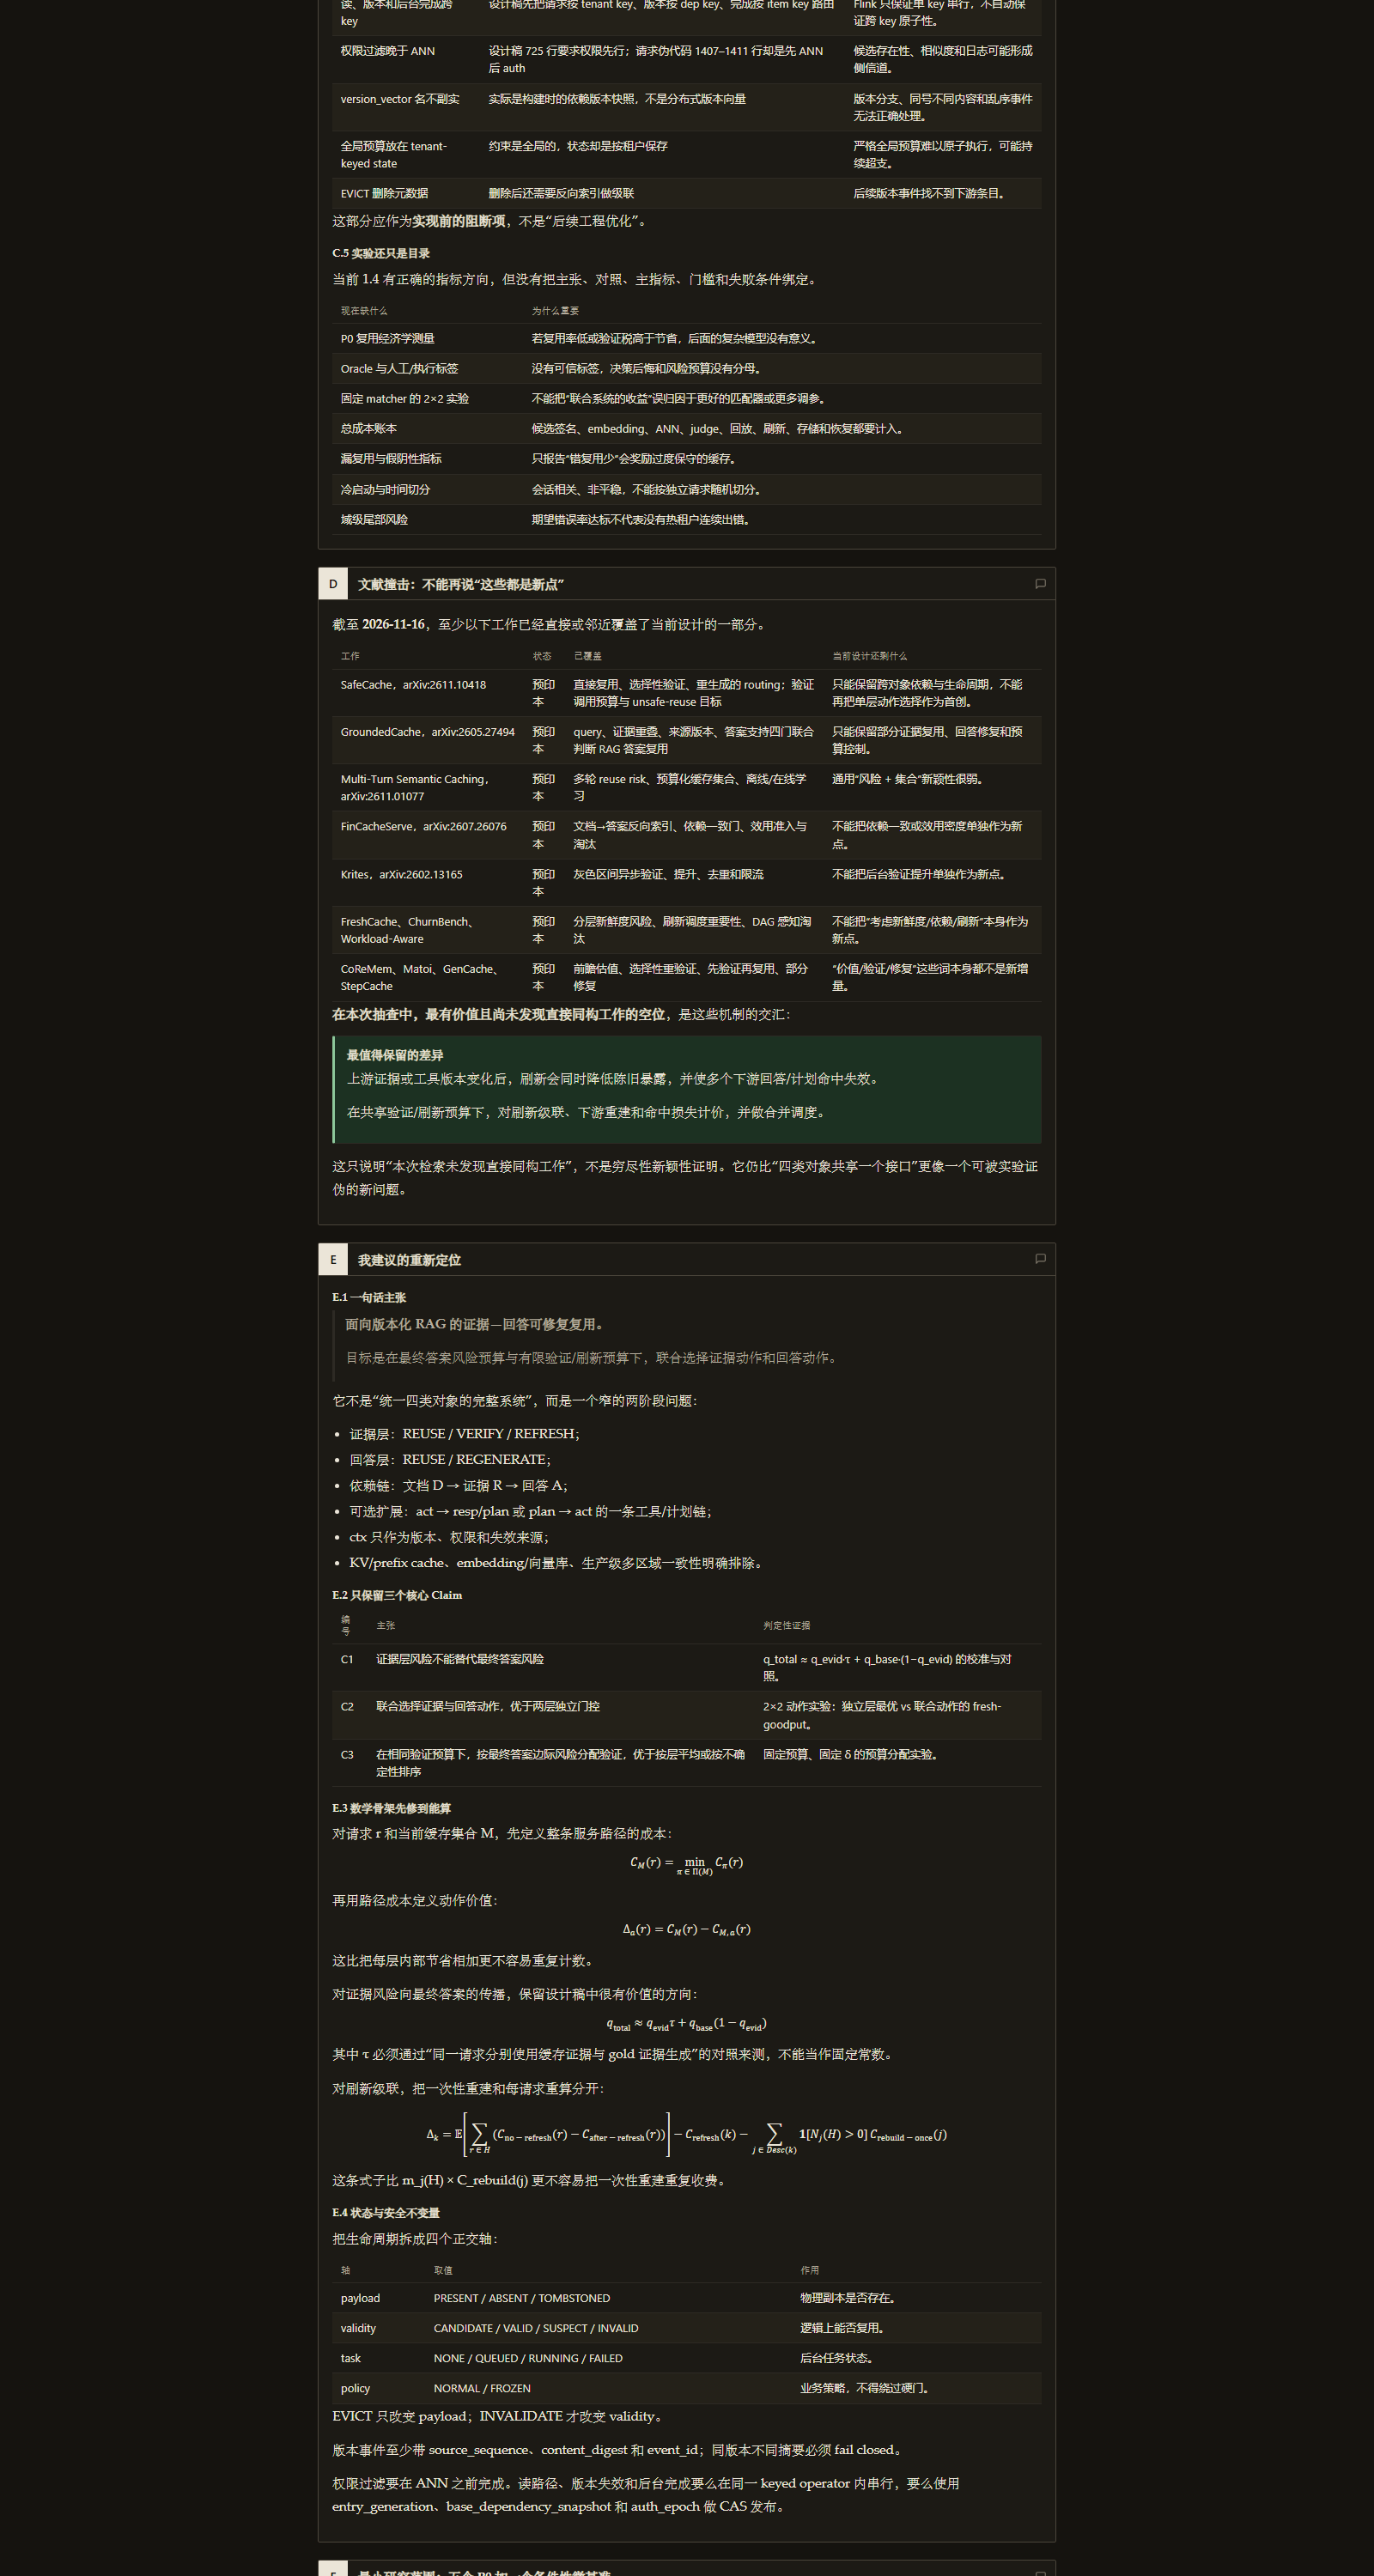 读、版本和后台完成跨 设计稿先把请求按 tenant key、版本按 dep key、完成按 item key 路由 Flink 只保证单 key 串行，不自动保
key 证跨 key 原子性。
权限过滤晚于 ANN 设计稿 725 行要求权限先行；请求伪代码 1407–1411 行却是先 ANN 候选存在性、相似度和日志可能形成
后 auth 侧信道。
version_vector 名不副实 实际是构建时的依赖版本快照，不是分布式版本向量 版本分支、同号不同内容和乱序事件
无法正确处理。
全局预算放在 tenant- 约束是全局的，状态却是按租户保存 严格全局预算难以原子执行，可能持
keyed state 续超支。
EVICT 删除元数据 删除后还需要反向索引做级联 后续版本事件找不到下游条目。
这部分应作为实现前的阻断项，不是“后续工程优化”。
C.5 实验还只是目录
当前 1.4 有正确的指标方向，但没有把主张、对照、主指标、门槛和失败条件绑定。
现在缺什么 为什么重要
P0 复用经济学测量 若复用率低或验证税高于节省，后面的复杂模型没有意义。
Oracle 与人工/执行标签 没有可信标签，决策后悔和风险预算没有分母。
固定 matcher 的 2×2 实验 不能把“联合系统的收益”误归因于更好的匹配器或更多调参。
总成本账本 候选签名、embedding、ANN、judge、回放、刷新、存储和恢复都要计入。
漏复用与假阴性指标 只报告“错复用少”会奖励过度保守的缓存。
冷启动与时间切分 会话相关、非平稳，不能按独立请求随机切分。
域级尾部风险 期望错误率达标不代表没有热租户连续出错。
D 文献撞击：不能再说“这些都是新点”
截至 2026-11-16，至少以下工作已经直接或邻近覆盖了当前设计的一部分。
工作 状态 已覆盖 当前设计还剩什么
SafeCache，arXiv:2611.10418 预印 直接复用、选择性验证、重生成的 routing；验证 只能保留跨对象依赖与生命周期，不能
本 调用预算与 unsafe-reuse 目标 再把单层动作选择作为首创。
GroundedCache，arXiv:2605.27494 预印 query、证据重叠、来源版本、答案支持四门联合 只能保留部分证据复用、回答修复和预
本 判断 RAG 答案复用 算控制。
Multi-Turn Semantic Caching， 预印 多轮 reuse risk、预算化缓存集合、离线/在线学 通用“风险 + 集合”新颖性很弱。
arXiv:2611.01077 本 习
FinCacheServe，arXiv:2607.26076 预印 文档→答案反向索引、依赖一致门、效用准入与 不能把依赖一致或效用密度单独作为新
本 淘汰 点。
Krites，arXiv:2602.13165 预印 灰色区间异步验证、提升、去重和限流 不能把后台验证提升单独作为新点。
本
FreshCache、ChurnBench、 预印 分层新鲜度风险、刷新调度重要性、DAG 感知淘 不能把“考虑新鲜度/依赖/刷新”本身作为
Workload-Aware 本 汰 新点。
CoReMem、Matoi、GenCache、 预印 前瞻估值、选择性重验证、先验证再复用、部分 “价值/验证/修复”这些词本身都不是新增
StepCache 本 修复 量。
在本次抽查中，最有价值且尚未发现直接同构工作的空位，是这些机制的交汇：
最值得保留的差异
上游证据或工具版本变化后，刷新会同时降低陈旧暴露，并使多个下游回答/计划命中失效。
在共享验证/刷新预算下，对刷新级联、下游重建和命中损失计价，并做合并调度。
这只说明“本次检索未发现直接同构工作”，不是穷尽性新颖性证明。它仍比“四类对象共享一个接口”更像一个可被实验证
伪的新问题。
E 我建议的重新定位
E.1 一句话主张
面向版本化 RAG 的证据—回答可修复复用。
目标是在最终答案风险预算与有限验证/刷新预算下，联合选择证据动作和回答动作。
它不是“统一四类对象的完整系统”，而是一个窄的两阶段问题：
• 证据层：REUSE / VERIFY / REFRESH；
• 回答层：REUSE / REGENERATE；
• 依赖链：文档 D → 证据 R → 回答 A；
• 可选扩展：act → resp/plan 或 plan → act 的一条工具/计划链；
• ctx 只作为版本、权限和失效来源；
• KV/prefix cache、embedding/向量库、生产级多区域一致性明确排除。
E.2 只保留三个核心 Claim
编 主张 判定性证据
号
C1 证据层风险不能替代最终答案风险 q_total ≈ q_evid·τ + q_base·(1−q_evid) 的校准与对
照。
C2 联合选择证据与回答动作，优于两层独立门控 2×2 动作实验：独立层最优 vs 联合动作的 fresh-
goodput。
C3 在相同验证预算下，按最终答案边际风险分配验证，优于按层平均或按不确 固定预算、固定 δ 的预算分配实验。
定性排序
E.3 数学骨架先修到能算
对请求 r 和当前缓存集合 M，先定义整条服务路径的成本：
C_M(r) = min_{π∈Π(M)} C_π(r)
再用路径成本定义动作价值：
Δ_a(r) = C_M(r) − C_{M,a}(r)
这比把每层内部节省相加更不容易重复计数。
对证据风险向最终答案的传播，保留设计稿中很有价值的方向：
q_total ≈ q_evid τ + q_base(1 − q_evid)
其中 τ 必须通过“同一请求分别使用缓存证据与 gold 证据生成”的对照来测，不能当作固定常数。
对刷新级联，把一次性重建和每请求重算分开：
Δ_k = 𝔼[∑_{r∈H}(C_{no−refresh}(r) − C_{after−refresh}(r))] − C_refresh(k) − ∑_{j∈Desc(k)} 1[N_j(H) > 0] C_{rebuild−once}(j)
这条式子比 m_j(H) × C_rebuild(j) 更不容易把一次性重建重复收费。
E.4 状态与安全不变量
把生命周期拆成四个正交轴：
轴 取值 作用
payload PRESENT / ABSENT / TOMBSTONED 物理副本是否存在。
validity CANDIDATE / VALID / SUSPECT / INVALID 逻辑上能否复用。
task NONE / QUEUED / RUNNING / FAILED 后台任务状态。
policy NORMAL / FROZEN 业务策略，不得绕过硬门。
EVICT 只改变 payload；INVALIDATE 才改变 validity。
版本事件至少带 source_sequence、content_digest 和 event_id；同版本不同摘要必须 fail closed。
权限过滤要在 ANN 之前完成。读路径、版本失效和后台完成要么在同一 keyed operator 内串行，要么使用
entry_generation、base_dependency_snapshot 和 auth_epoch 做 CAS 发布。